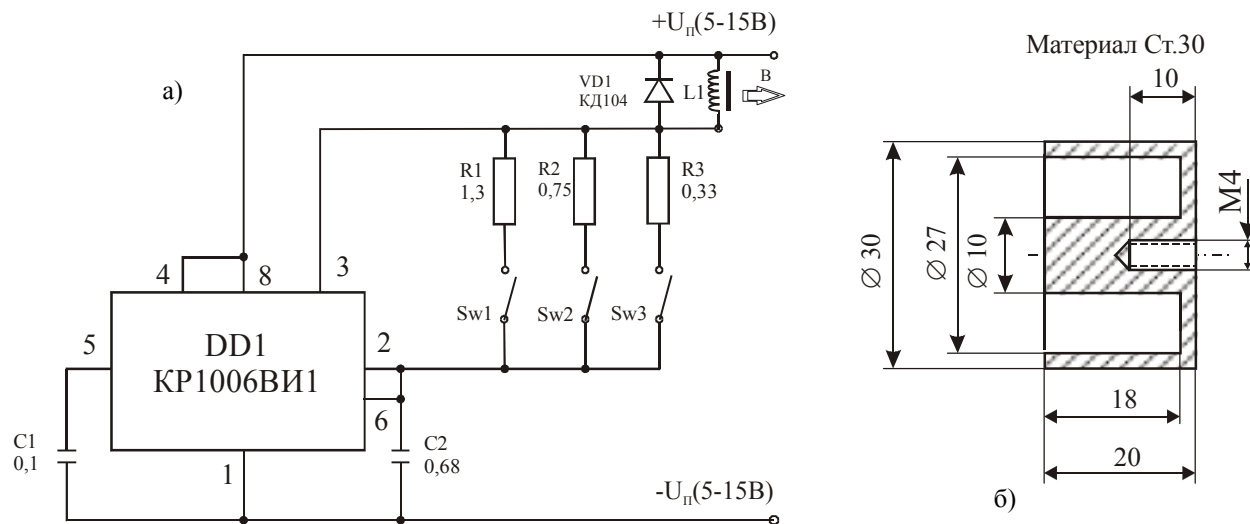 +Uп(5-15В)
Материал Ст.30
а)
VD1
КД104
L1
В
10
R1
1,3
R2
0,75
R3
0,33
М4
∅ 30
∅ 27
∅ 10
4
8
3
Sw1
Sw2
Sw3
5
DD1
КР1006ВИ1
2
6
C1
0,1
1
C2
0,68
18
20
-Uп(5-15В)
б)